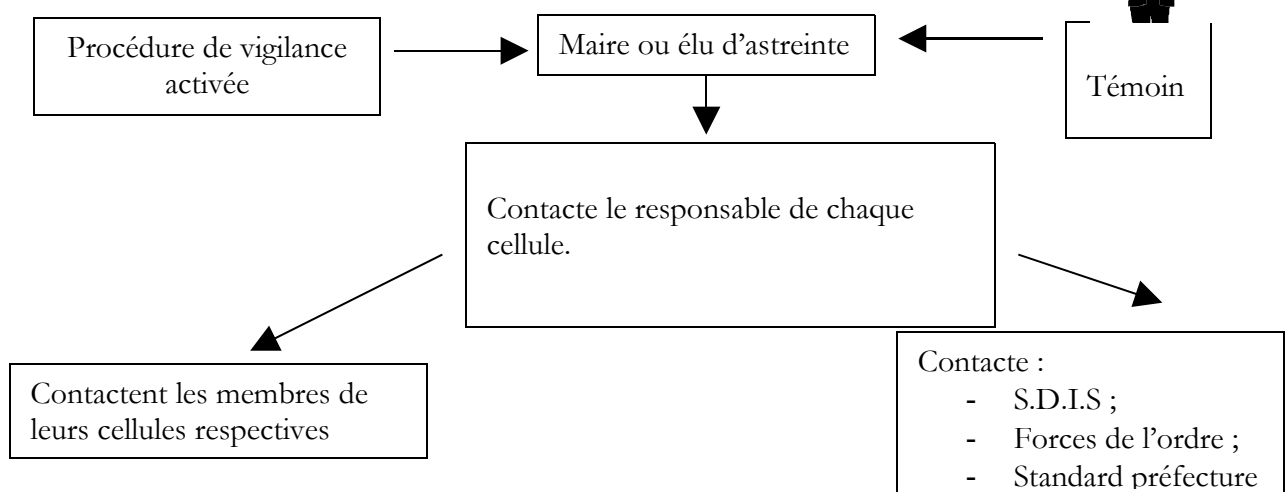 Procédure de vigilance
activée
Maire ou élu d'astreinte
Témoin
Contacte le responsable de chaque
cellule.
Contactent les membres de
leurs cellules respectives
Contacte :
- S.D.I.S ;
- Forces de l'ordre ;
- Standard préfecture